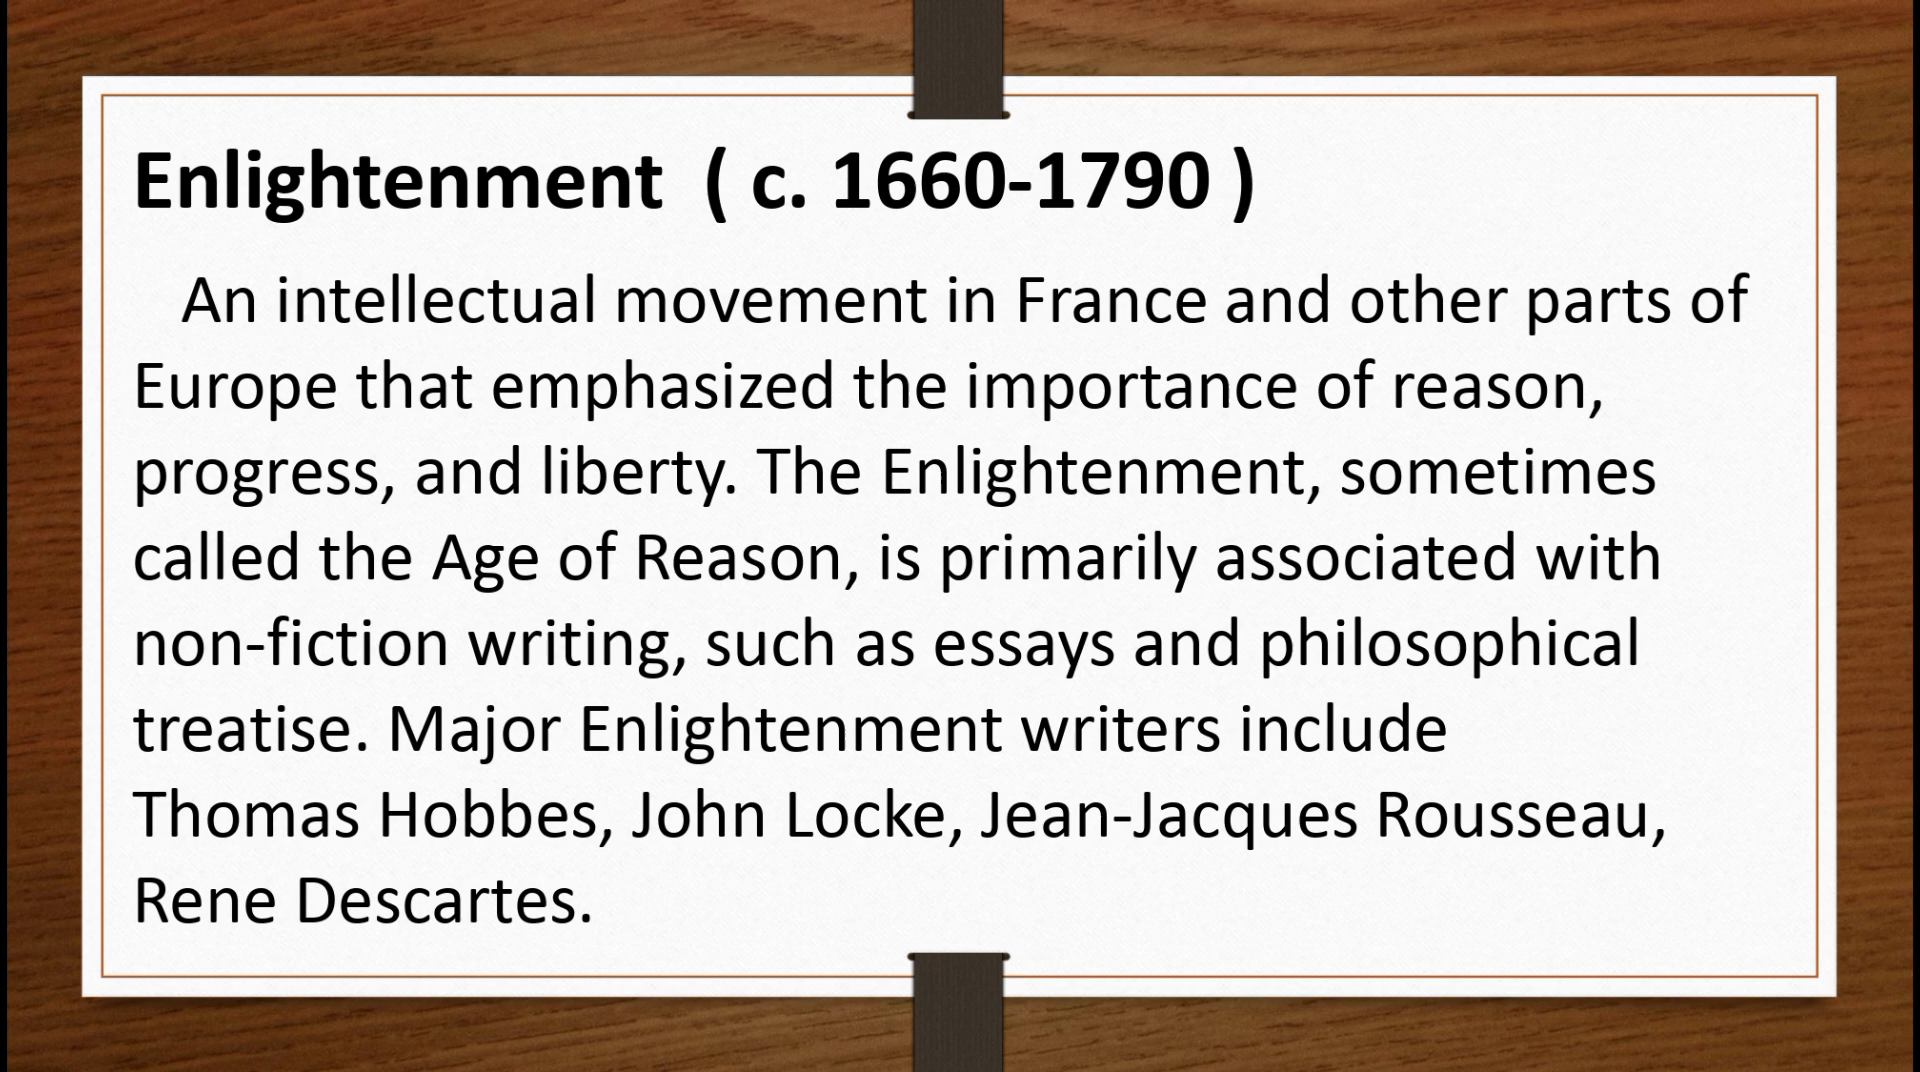 Enlightenment ( c. 1660-1790 )
An intellectual movement in France and other parts of
Europe that emphasized the importance of reason,
progress, and liberty. The Enlightenment, sometimes
called the Age of Reason, is primarily associated with
non-fiction writing, such as essays and philosophical
treatise. Major Enlightenment writers include
Thomas Hobbes, John Locke, Jean-Jacques Rousseau,
Rene Descartes.